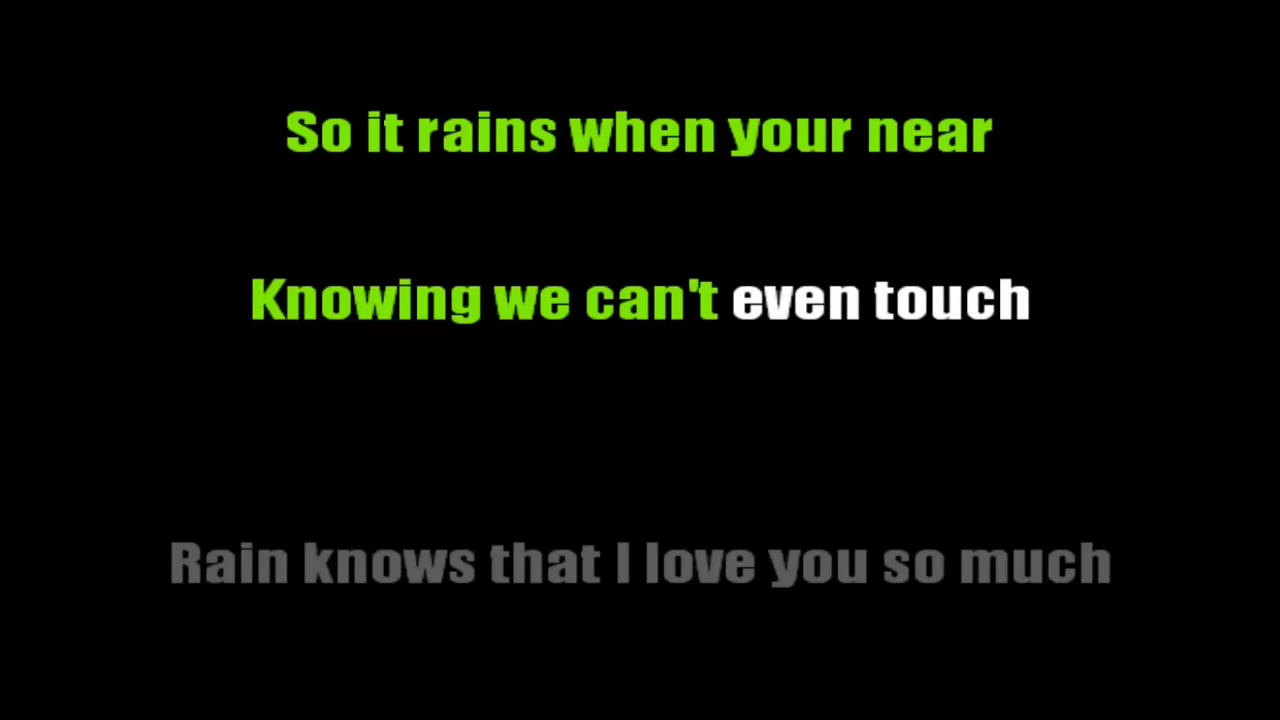 So it rains when your near
Knowing we can't even touch
Rain knows that I love you so much